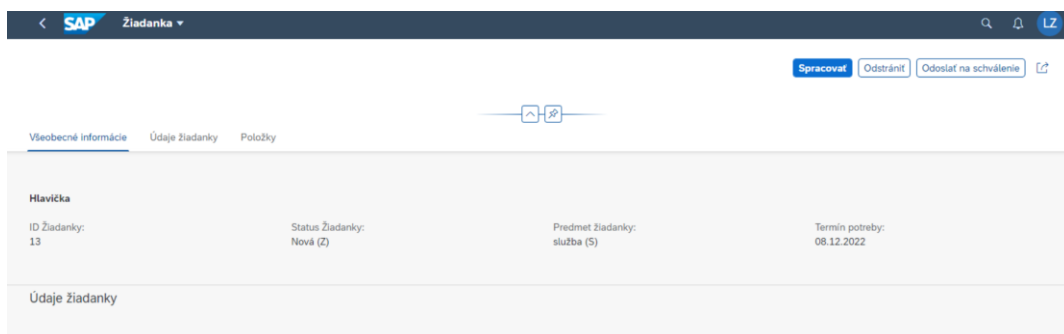 SAP Žiadanka LZ
Spracovať Odstrániť Odoslať na schválenie
Všeobecné informácie Údaje žiadanky Položky
Hlavička
ID Žiadanky: Status Žiadanky: Predmet žiadanky: Termín potreby:
13 Nová (Z) služba (S) 08.12.2022
Údaje žiadanky